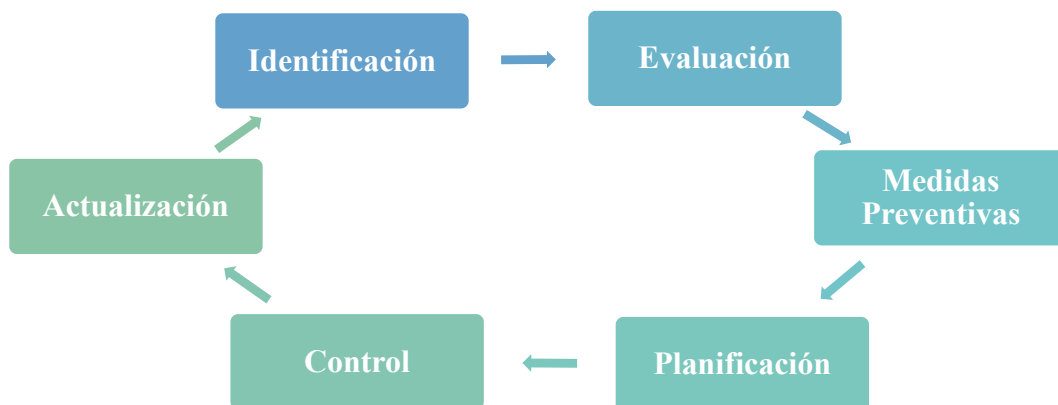 Identificación
Evaluación
Medidas
Preventivas
Planificación
Control
Actualización